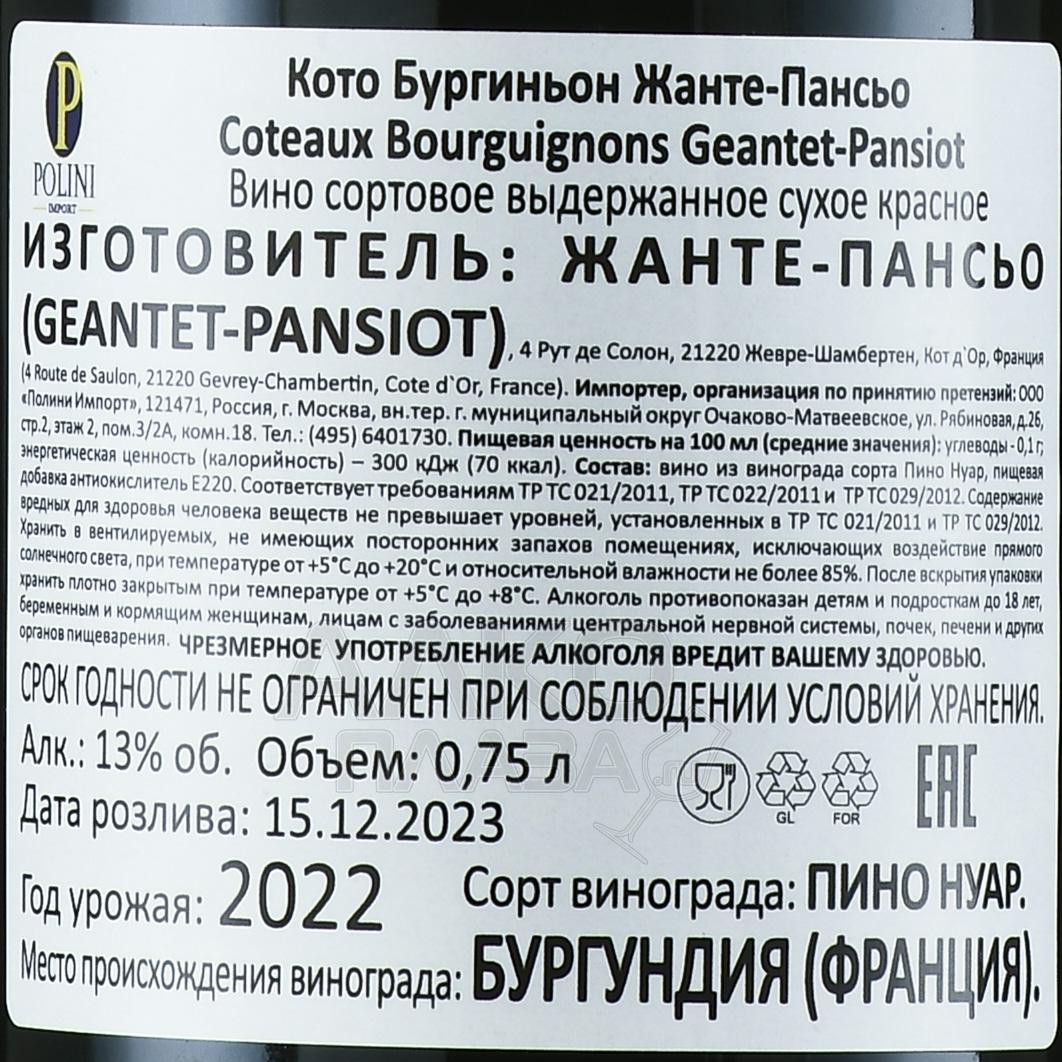 P
POLINI
IMPORT
Кото Бургиньон Жанте-Пансьо
Coteaux Bourguignons Geantet-Pansiot
Вино сортовое выдержанное сухое красное
ИЗГОТОВИТЕЛЬ: ЖАНТЕ-ПАНСЬО
(GEANTET-PANSIOT), 4 Рут де Солон, 21220 Жевре-Шамбертен, Кот д`Ор, Франция
(4 Route de Saulon, 21220 Gevrey-Chambertin, Cote d`Or, France). Импортер, организация по принятию претензий: ООО
«Полини Импорт», 121471, Россия, г. Москва, вн.тер. г. муниципальный округ Очаково-Матвеевское, ул. Рябиновая, д.26,
стр.2, этаж 2, пом.3/2А, комн.18. Тел.: (495) 6401730. Пищевая ценность на 100 мл (средние значения): углеводы - 0,1 г;
энергетическая ценность (калорийность) – 300 кДж (70 ккал). Состав: вино из винограда сорта Пино Нуар, пищевая
добавка антиокислитель Е220. Соответствует требованиям ТР ТС 021/2011, ТР ТС 022/2011 и ТР ТС 029/2012. Содержание
вредных для здоровья человека веществ не превышает уровней, установленных в ТР ТС 021/2011 и ТР ТС 029/2012.
Хранить в вентилируемых, не имеющих посторонних запахов помещениях, исключающих воздействие прямого
солнечного света, при температуре от +5°С до +20°С и относительной влажности не более 85%. После вскрытия упаковки
хранить плотно закрытым при температуре от +5°С до +8°С. Алкоголь противопоказан детям и подросткам до 18 лет,
беременным и кормящим женщинам, лицам с заболеваниями центральной нервной системы, почек, печени и других
органов пищеварения. ЧРЕЗМЕРНОЕ УПОТРЕБЛЕНИЕ АЛКОГОЛЯ ВРЕДИТ ВАШЕМУ ЗДОРОВЬЮ.
СРОК ГОДНОСТИ НЕ ОГРАНИЧЕН ПРИ СОБЛЮДЕНИИ УСЛОВИЙ ХРАНЕНИЯ.
Алк.: 13% об. Объем: 0,75 л
GL FOR EAC
Дата розлива: 15.12.2023
Год урожая: 2022 Сорт винограда: ПИНО НУАР.
Место происхождения винограда: БУРГУНДИЯ (ФРАНЦИЯ).
АЛКО
ПЛАЗА.ru